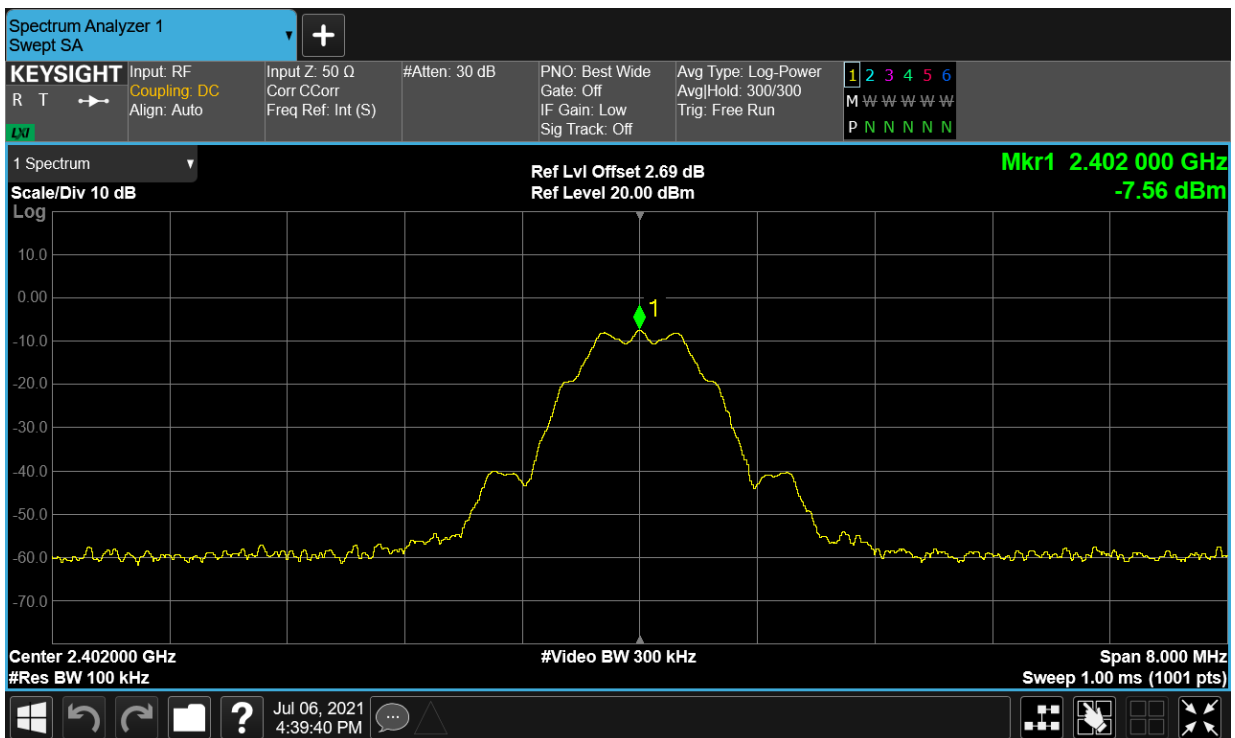 Spectrum Analyzer 1
Swept SA
KEYSIGHT
R T
LXI
Input: RF
Coupling: DC
Align: Auto
Input Z: 50 Ω
Corr CCorr
Freq Ref: Int (S)
#Atten: 30 dB
PNO: Best Wide
Gate: Off
IF Gain: Low
Sig Track: Off
Avg Type: Log-Power
Avg|Hold: 300/300
Trig: Free Run
1 2 3 4 5 6
M W W W W W
P N N N N N
1 Spectrum
Scale/Div 10 dB
Log
Ref Lvl Offset 2.69 dB
Ref Level 20.00 dBm
Mkr1 2.402 000 GHz
-7.56 dBm
10.0
0.00
1
-10.0
-20.0
-30.0
-40.0
-50.0
-60.0
-70.0
Center 2.402000 GHz
#Res BW 100 kHz
#Video BW 300 kHz
Span 8.000 MHz
Sweep 1.00 ms (1001 pts)
?
Jul 06, 2021
4:39:40 PM